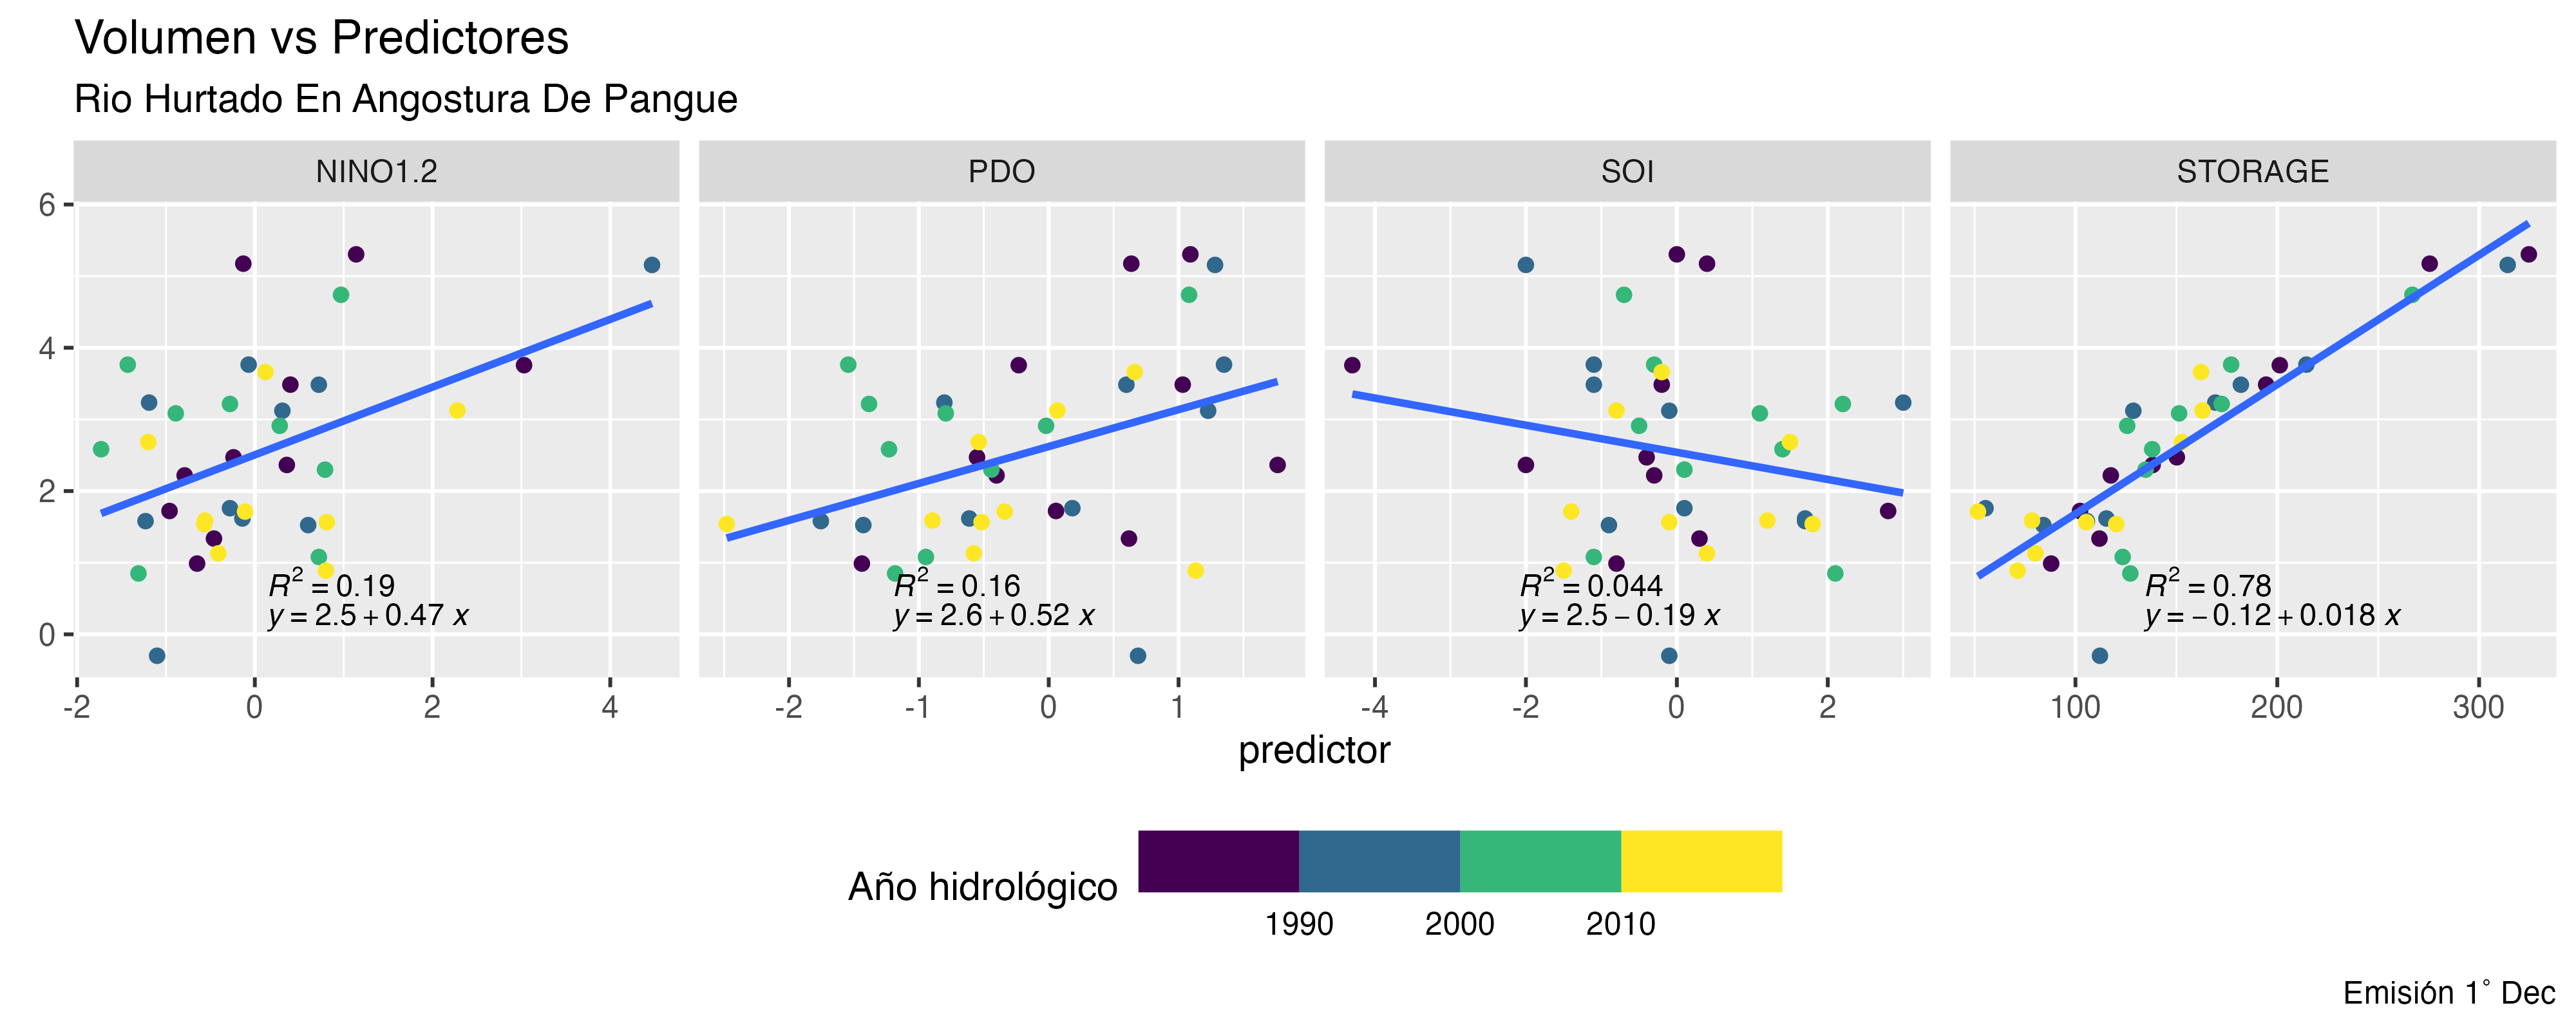 Volumen vs Predictores
Rio Hurtado En Angostura De Pangue
NINO1.2 PDO SOI STORAGE
6
4
2
0
R² = 0.19
y = 2.5 + 0.47 x
R² = 0.16
y = 2.6 + 0.52 x
R² = 0.044
y = 2.5 − 0.19 x
R² = 0.78
y = − 0.12 + 0.018 x
-2 0 2 4
-2 -1 0 1
-4 -2 0 2
100 200 300
predictor
Año hidrológico
1990 2000 2010
Emisión 1° Dec